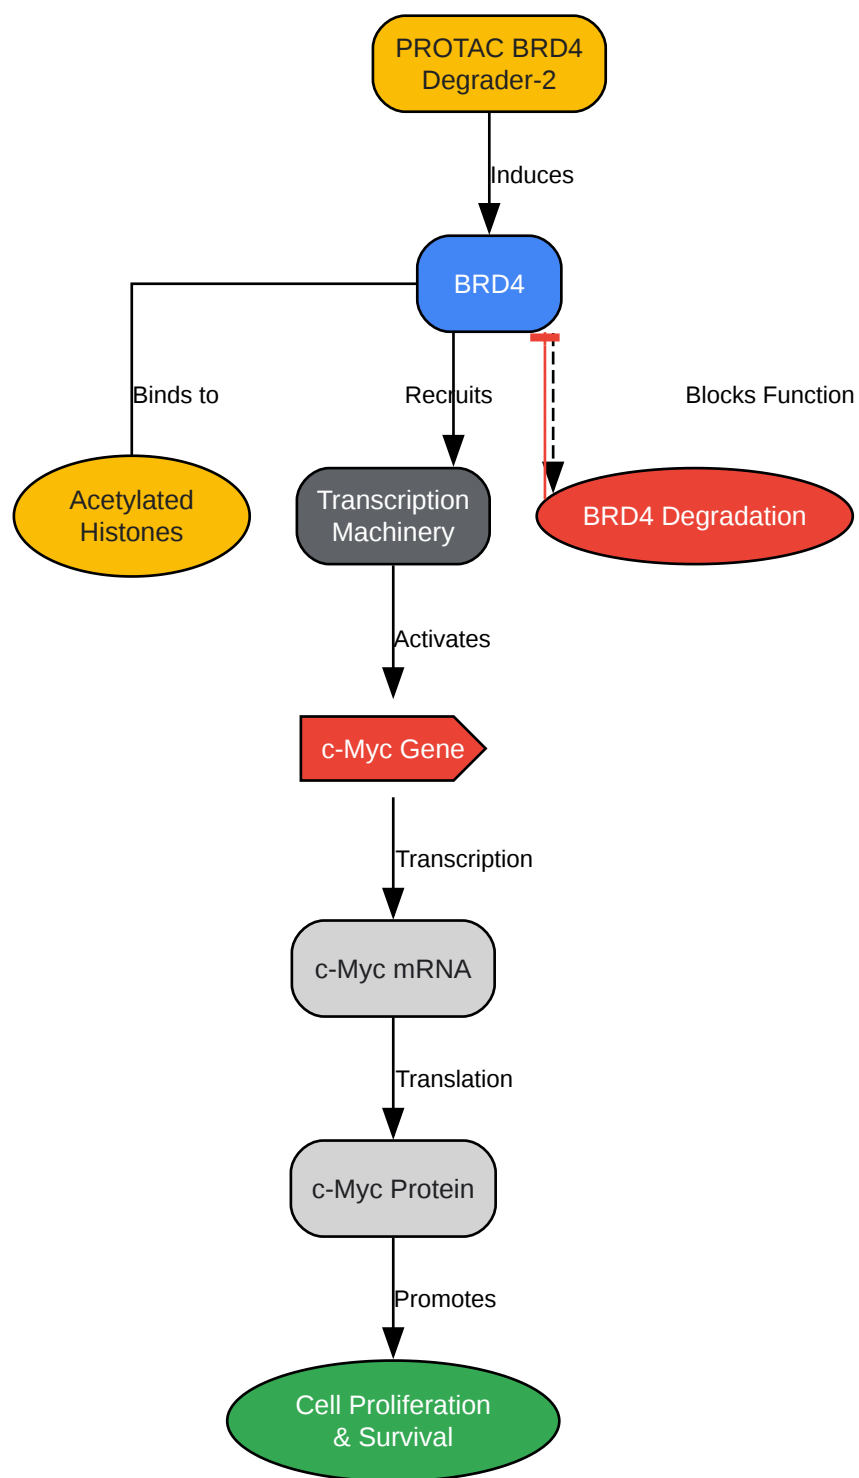 PROTAC BRD4
Degrader-2
Induces
BRD4
Binds to
Recruits
Blocks Function
Acetylated
Histones
Transcription
Machinery
BRD4 Degradation
Activates
c-Myc Gene
Transcription
c-Myc mRNA
Translation
c-Myc Protein
Promotes
Cell Proliferation
& Survival